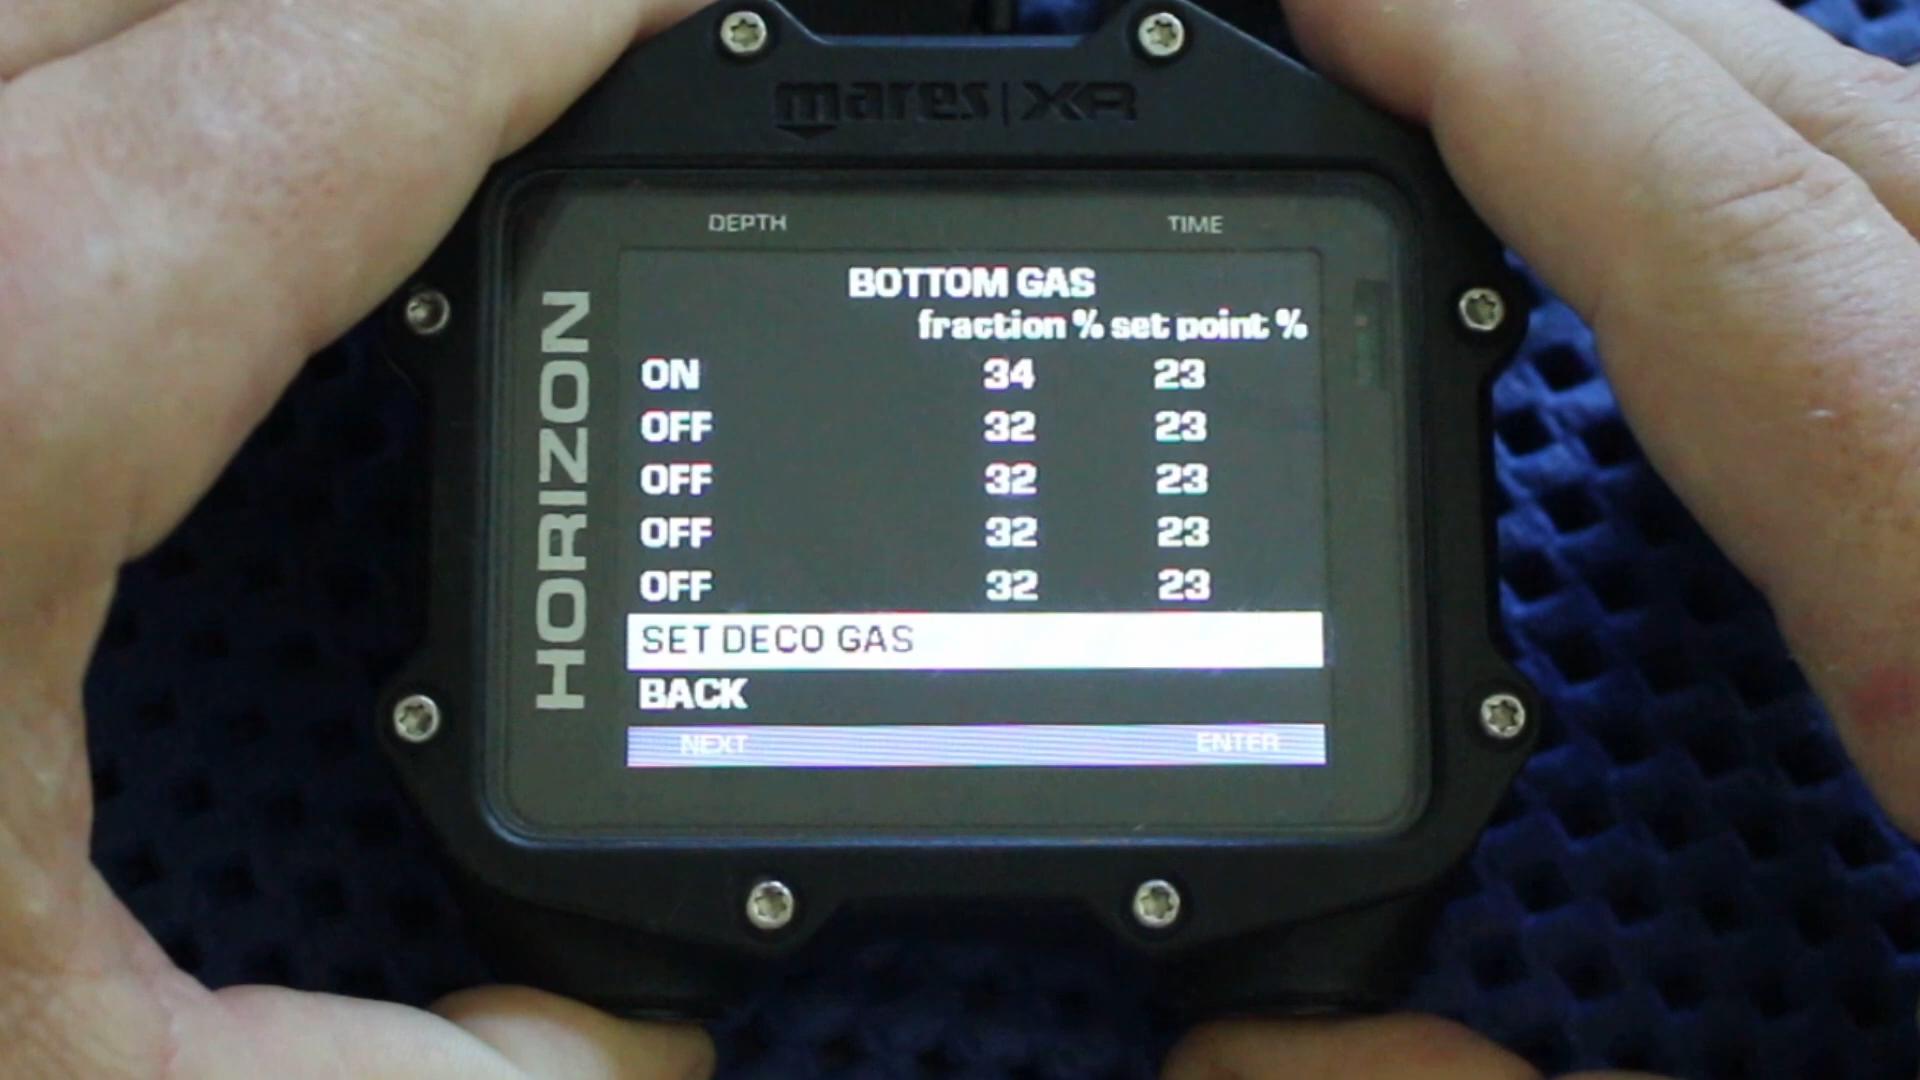 mares | XR
DEPTH TIME
HORIZON
BOTTOM GAS
fraction % set point %
ON 34 23
OFF 32 23
OFF 32 23
OFF 32 23
OFF 32 23
SET DECO GAS
BACK
NEXT ENTER